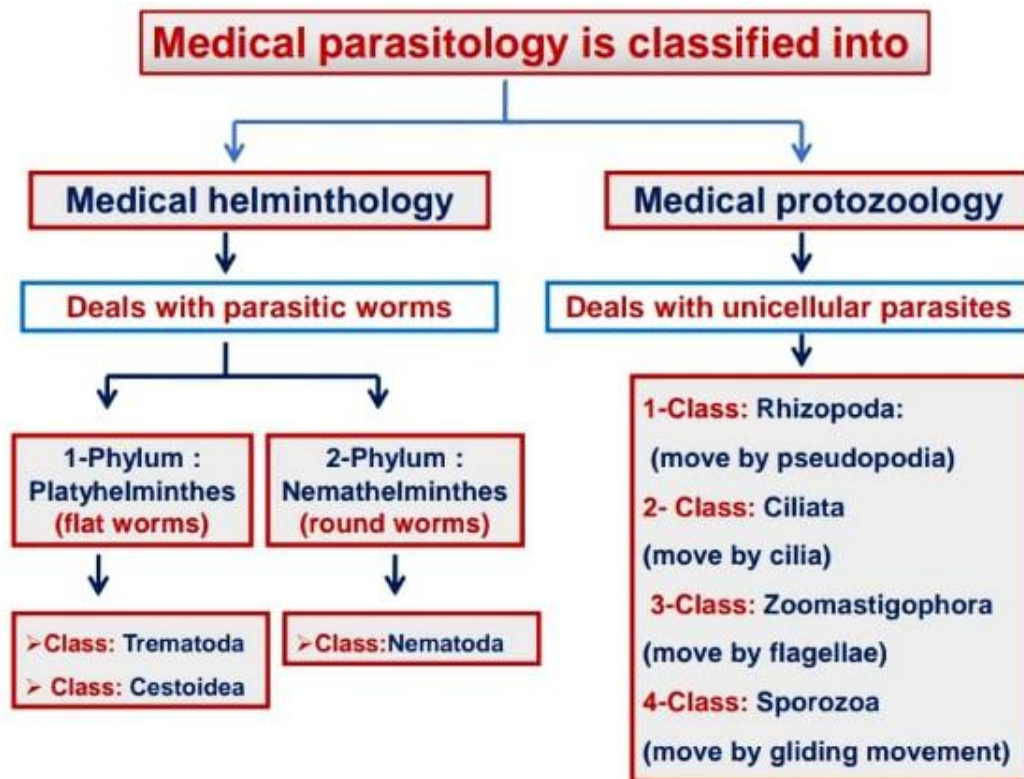 Medical parasitology is classified into
Medical helminthology
Medical protozoology
Deals with parasitic worms
Deals with unicellular parasites
1-Phylum :
Platyhelminthes
(flat worms)
2-Phylum :
Nemathelminthes
(round worms)
➢Class: Trematoda
➢ Class: Cestoidea
➢Class:Nematoda
1-Class: Rhizopoda:
(move by pseudopodia)
2- Class: Ciliata
(move by cilia)
3-Class: Zoomastigophora
(move by flagellae)
4-Class: Sporozoa
(move by gliding movement)